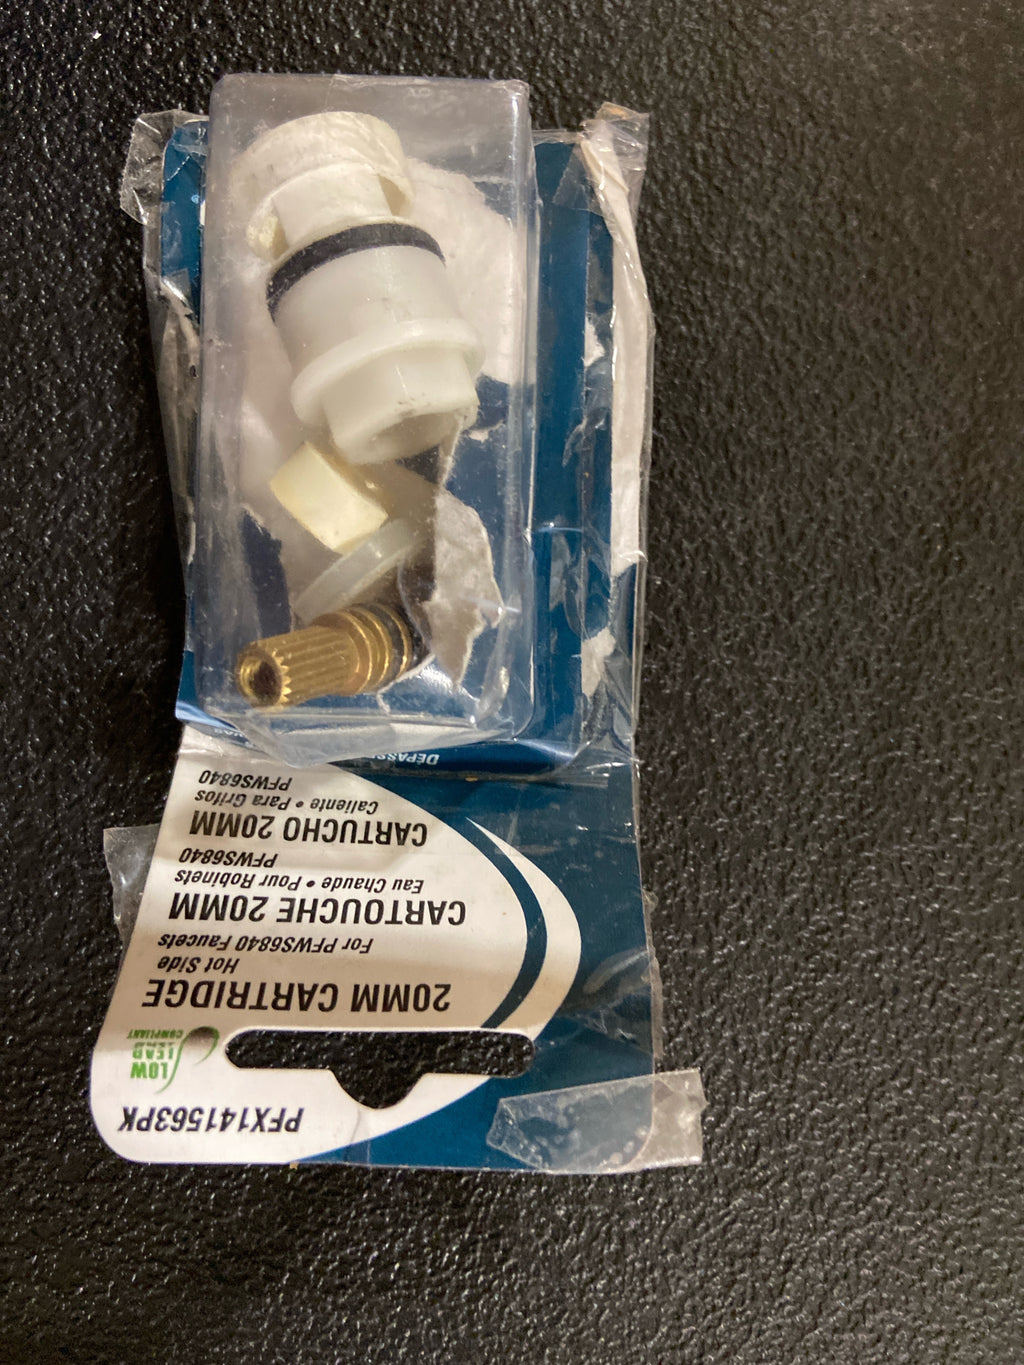 PFX141563PK
LOW
LEAD
COMPLIANT
20MM CARTRIDGE
Hot Side
For PFWS6840 Faucets
CARTOUCHE 20MM
Eau Chaude • Pour Robinets
PFWS6840
CARTUCHO 20MM
Caliente • Para Grifos
PFWS6840